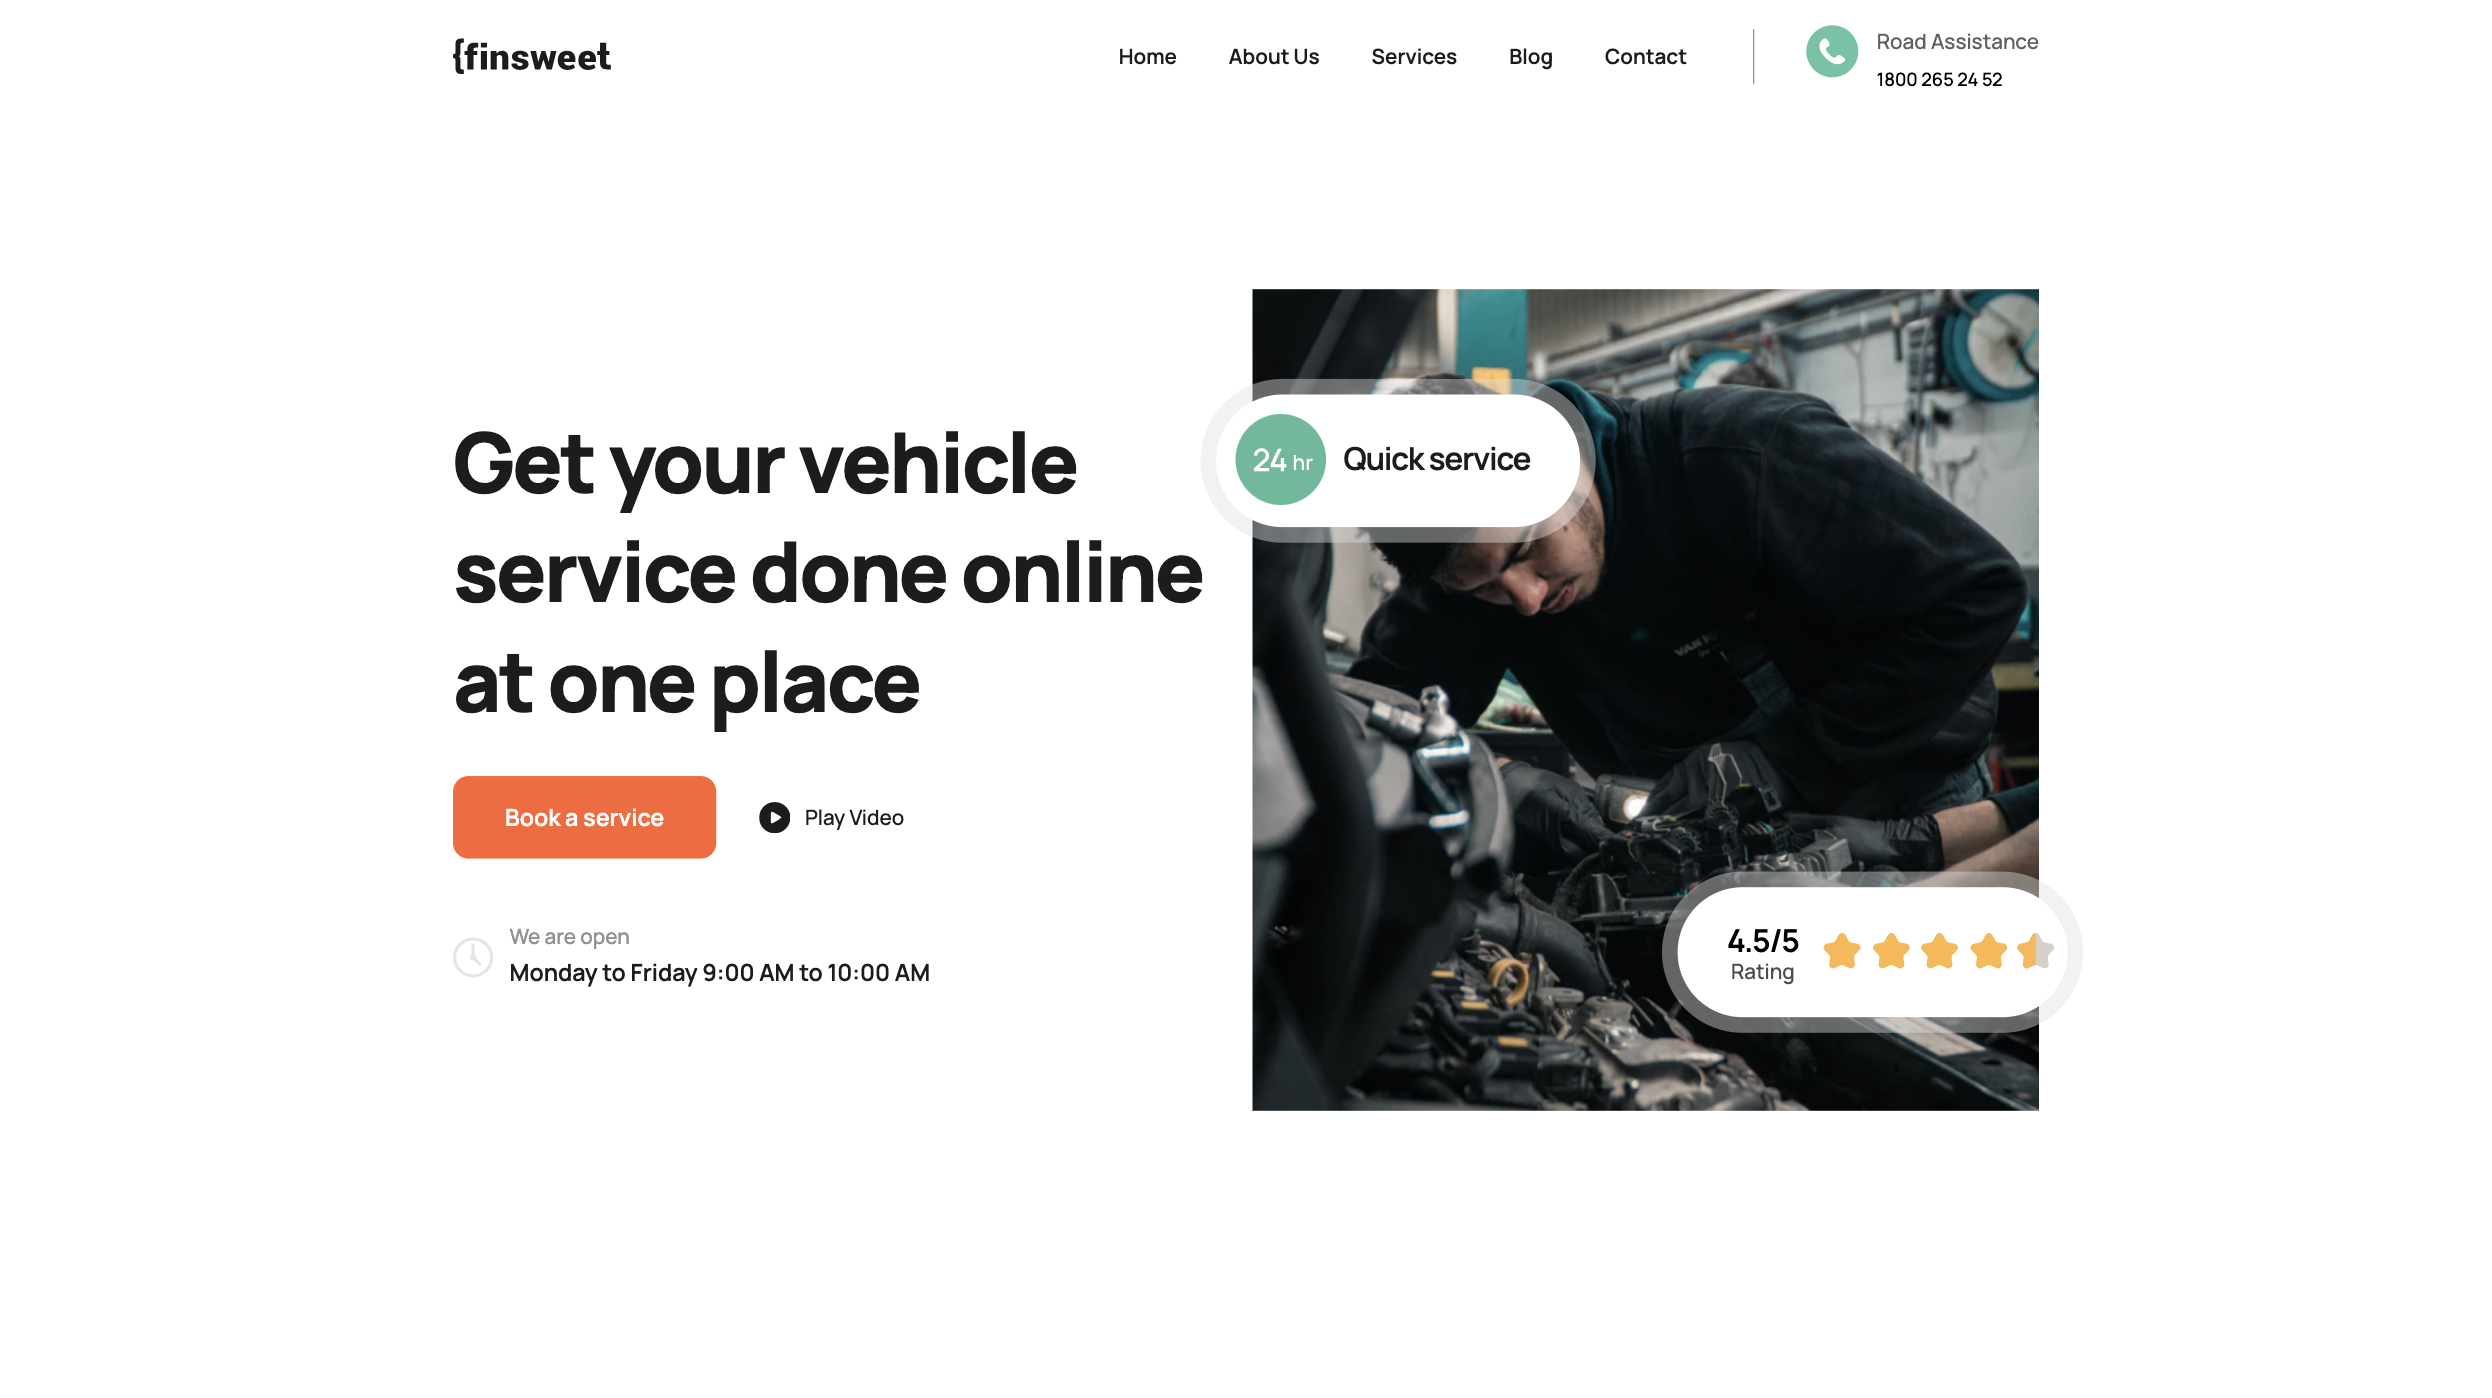 {finsweet
Home
About Us
Services
Blog
Contact
Road Assistance
1800 265 24 52
Get your vehicle
service done online
at one place
24 hr
Quick service
Book a service
Play Video
We are open
Monday to Friday 9:00 AM to 10:00 AM
4.5/5
Rating